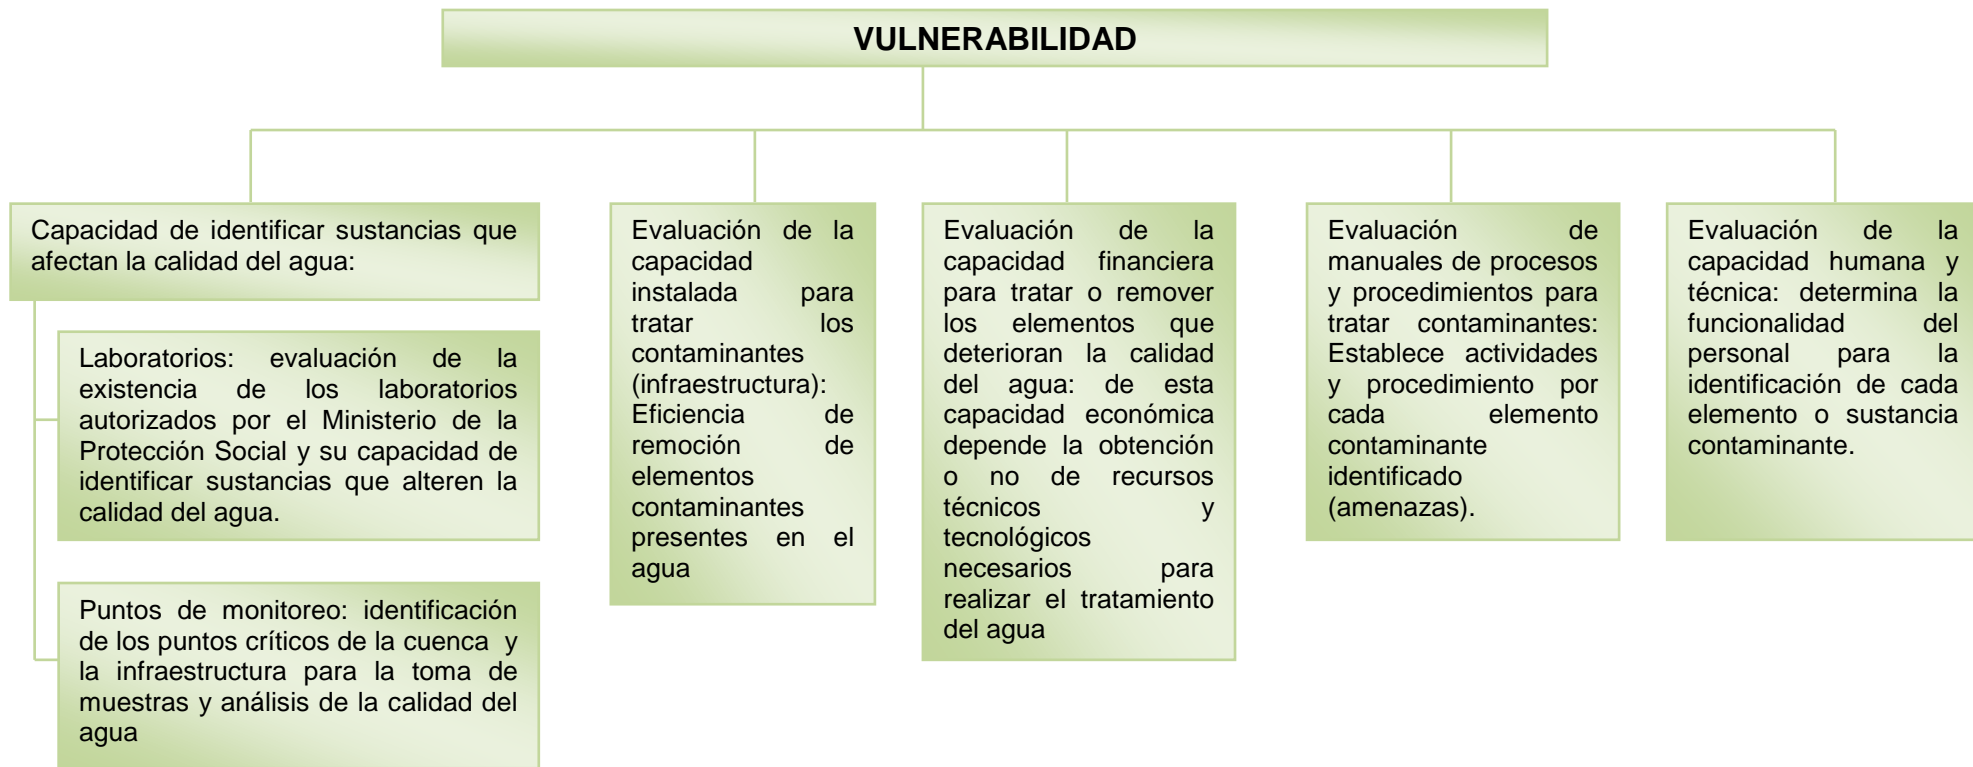 VULNERABILIDAD
Capacidad de identificar sustancias que
afectan la calidad del agua:
Laboratorios: evaluación de la
existencia de los laboratorios
autorizados por el Ministerio de la
Protección Social y su capacidad de
identificar sustancias que alteren la
calidad del agua.
Puntos de monitoreo: identificación
de los puntos críticos de la cuenca y
la infraestructura para la toma de
muestras y análisis de la calidad del
agua
Evaluación de la
capacidad
instalada para
tratar los
contaminantes
(infraestructura):
Eficiencia de
remoción de
elementos
contaminantes
presentes en el
agua
Evaluación de la
capacidad financiera
para tratar o remover
los elementos que
deterioran la calidad
del agua: de esta
capacidad económica
depende la obtención
o no de recursos
técnicos y
tecnológicos
necesarios para
realizar el tratamiento
del agua
Evaluación de
manuales de procesos
y procedimientos para
tratar contaminantes:
Establece actividades
y procedimiento por
cada elemento
contaminante
identificado
(amenazas).
Evaluación de la
capacidad humana y
técnica: determina la
funcionalidad del
personal para la
identificación de cada
elemento o sustancia
contaminante.